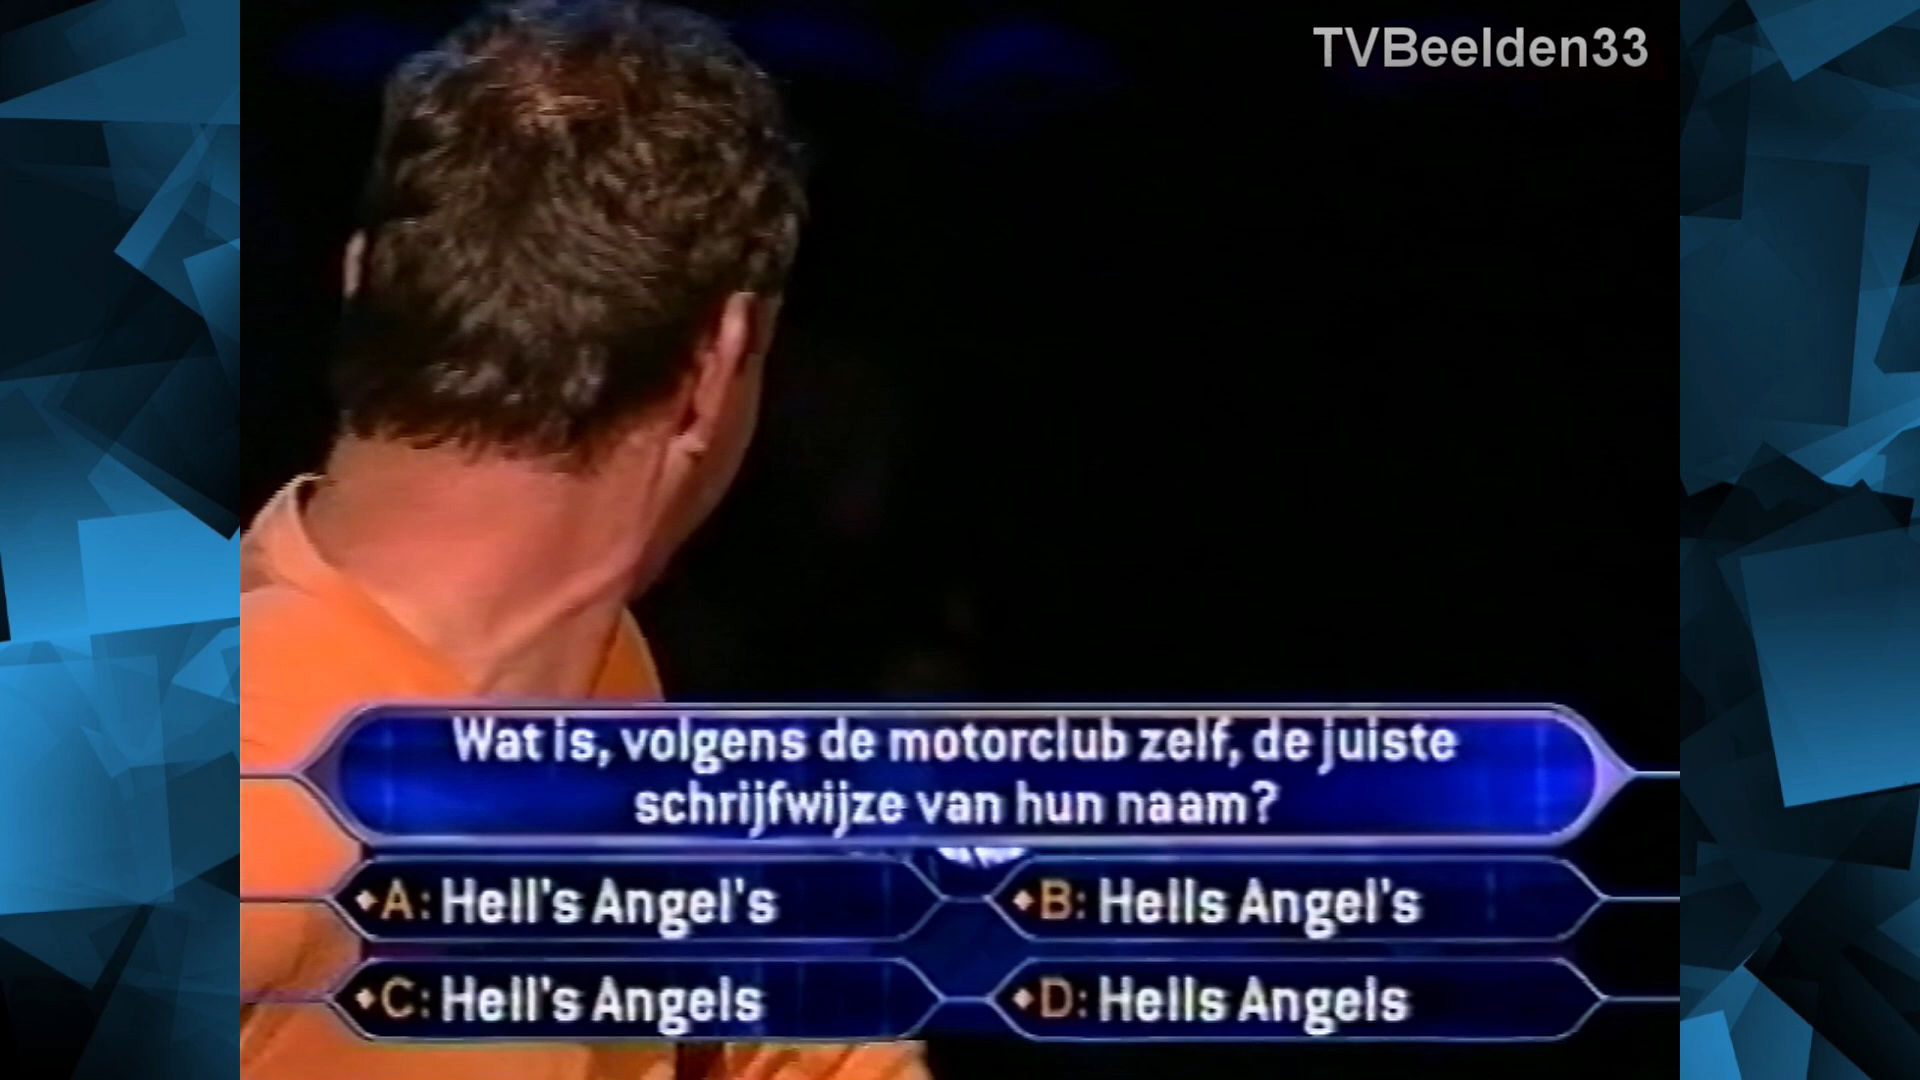 TVBeelden33
Wat is, volgens de motorclub zelf, de juiste
schrijfwijze van hun naam?
A: Hell's Angel's
B: Hells Angel's
C: Hell's Angels
D: Hells Angels